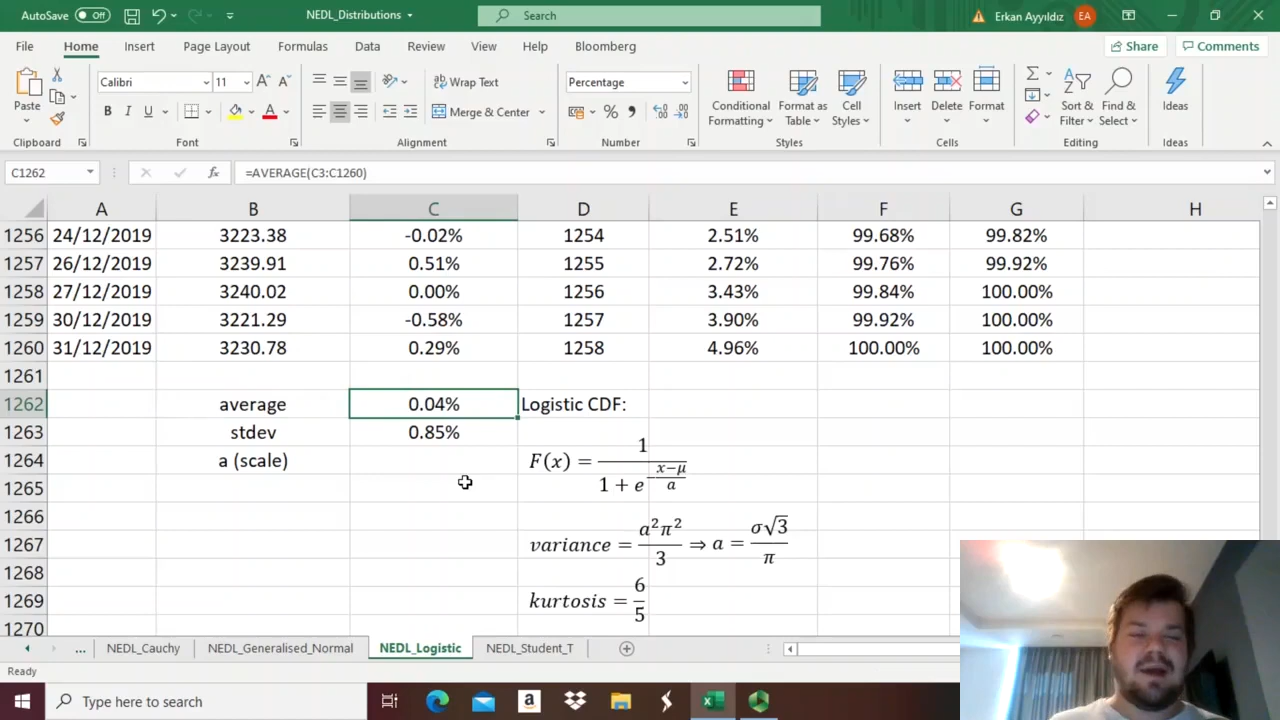 AutoSave Off NEDL_Distributions Search Erkan Ayyıldız EA
File Home Insert Page Layout Formulas Data Review View Help Bloomberg Share Comments
Paste Calibri 11 A A B I U A Wrap Text Merge & Center Percentage % Conditional Formatting Format as Table Cell Styles Insert Delete Format Sort & Filter Find & Select Ideas
Clipboard Font Alignment Number Styles Cells Editing Ideas
C1262 fx =AVERAGE(C3:C1260)
A B C D E F G H
1256 24/12/2019 3223.38 -0.02% 1254 2.51% 99.68% 99.82%
1257 26/12/2019 3239.91 0.51% 1255 2.72% 99.76% 99.92%
1258 27/12/2019 3240.02 0.00% 1256 3.43% 99.84% 100.00%
1259 30/12/2019 3221.29 -0.58% 1257 3.90% 99.92% 100.00%
1260 31/12/2019 3230.78 0.29% 1258 4.96% 100.00% 100.00%
1261
1262 average 0.04% Logistic CDF:
1263 stdev 0.85%
1264 a (scale) F(x) = 1 / (1 + e^(-(x−μ)/a))
1265
1266
1267 variance = a²π²/3 ⇒ a = σ√3/π
1268
1269 kurtosis = 6/5
1270
... NEDL_Cauchy NEDL_Generalised_Normal NEDL_Logistic NEDL_Student_T
Ready
Type here to search